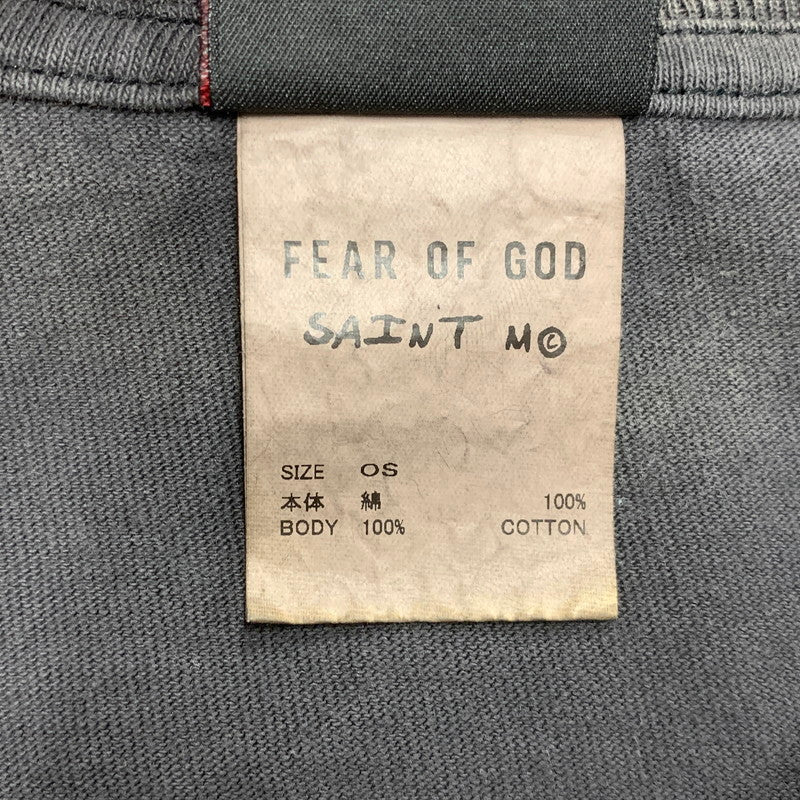 FEAR OF GOD
SAINT M©
SIZE OS
本体 綿 100%
BODY 100% COTTON